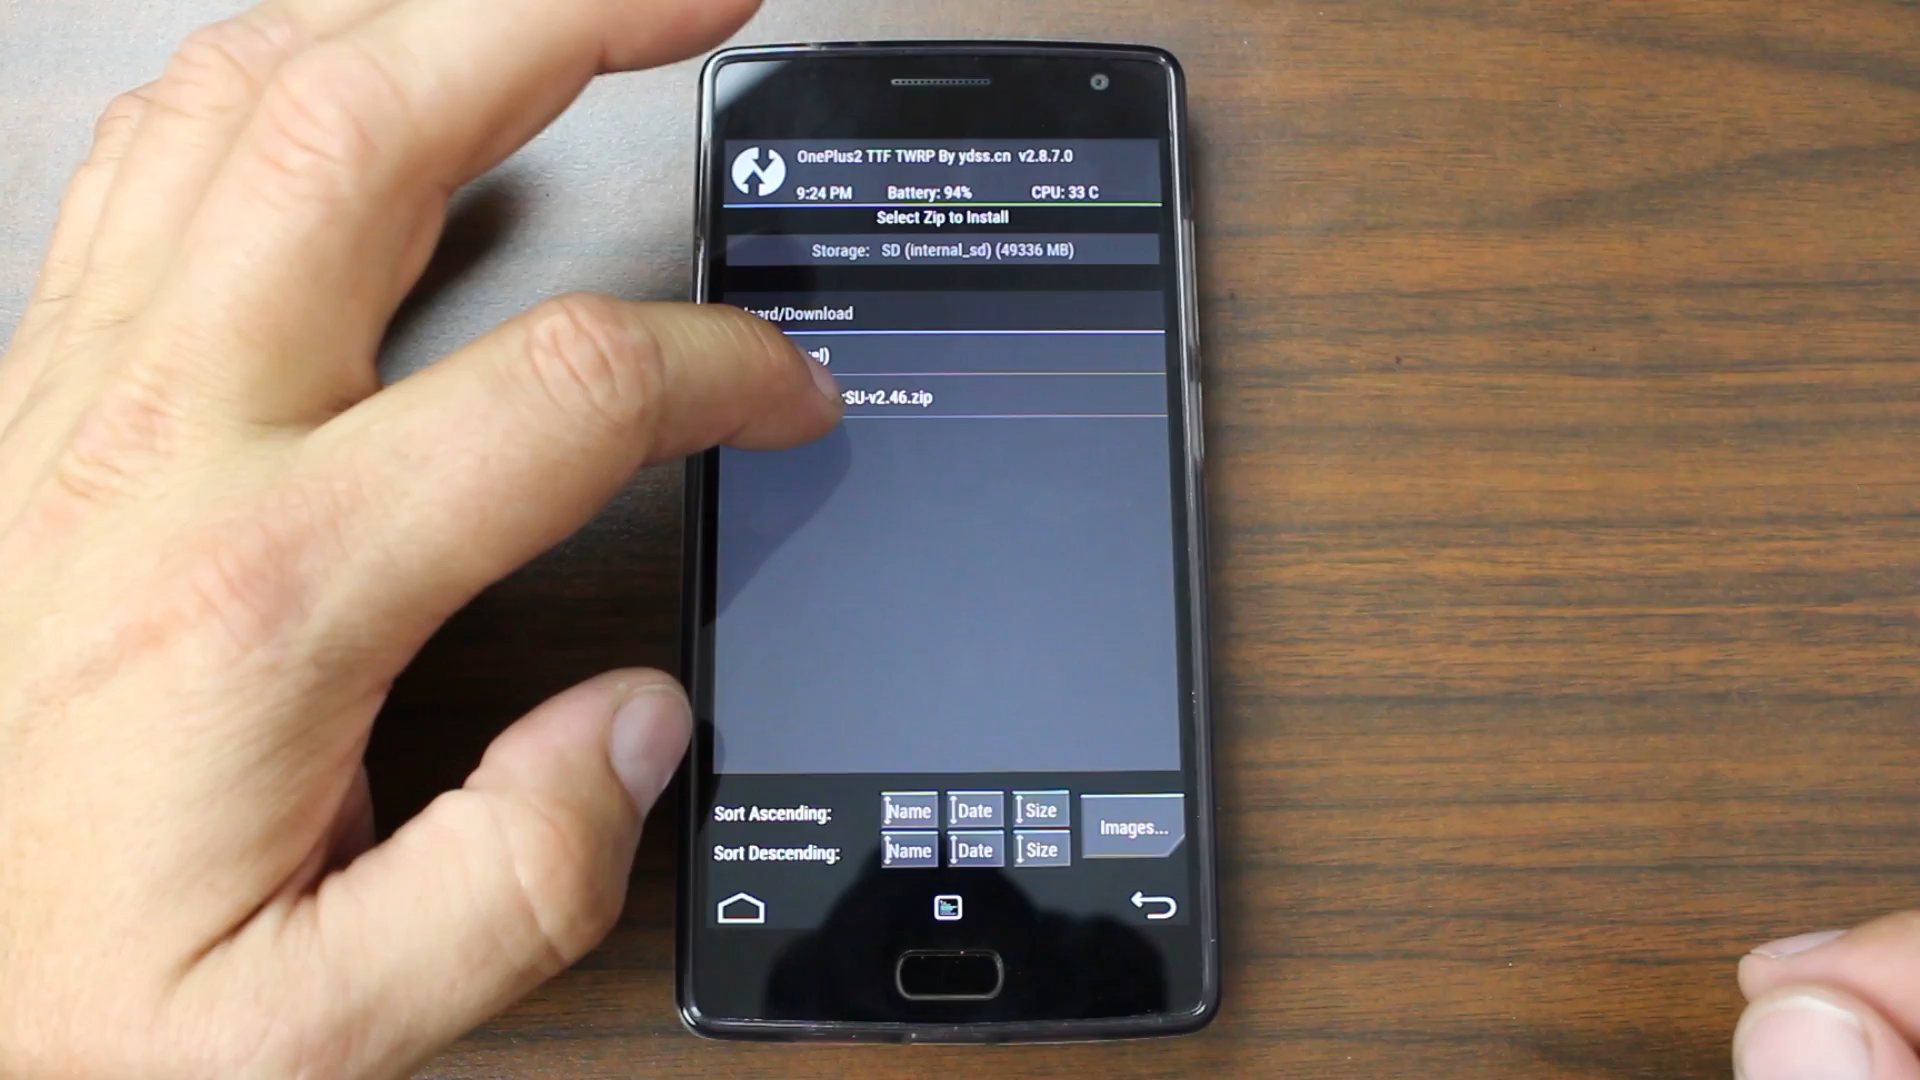 OnePlus2 TTF TWRP By ydss.cn v2.8.7.0
9:24 PM Battery: 94% CPU: 33 C
Select Zip to Install
Storage: SD (internal_sd) (49336 MB)
/Download
rSU-v2.46.zip
Sort Ascending: Name Date Size
Images...
Sort Descending: Name Date Size